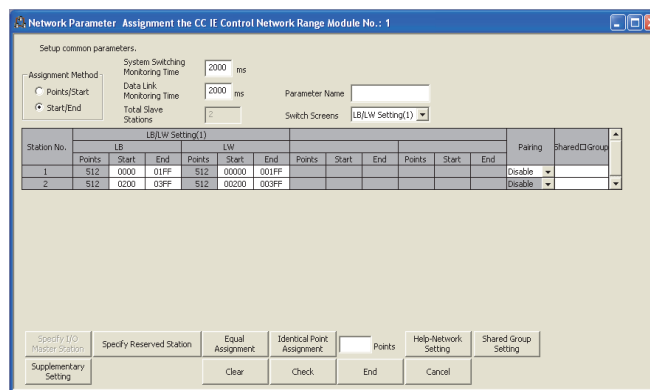 Network Parameter Assignment the CC IE Control Network Range Module No.: 1
Setup common parameters.
Assignment Method
Points/Start
Start/End
System Switching Monitoring Time 2000 ms
Data Link Monitoring Time 2000 ms
Total Slave Stations 2
Parameter Name
Switch Screens LB/LW Setting(1)
Station No. LB/LW Setting(1) Pairing Shared□Group
LB LW
Points Start End Points Start End Points Start End Points Start End
1 512 0000 01FF 512 00000 001FF Disable
2 512 0200 03FF 512 00200 003FF Disable
Specify I/O Master Station Specify Reserved Station Equal Assignment Identical Point Assignment Points Help-Network Setting Shared Group Setting
Supplementary Setting Clear Check End Cancel